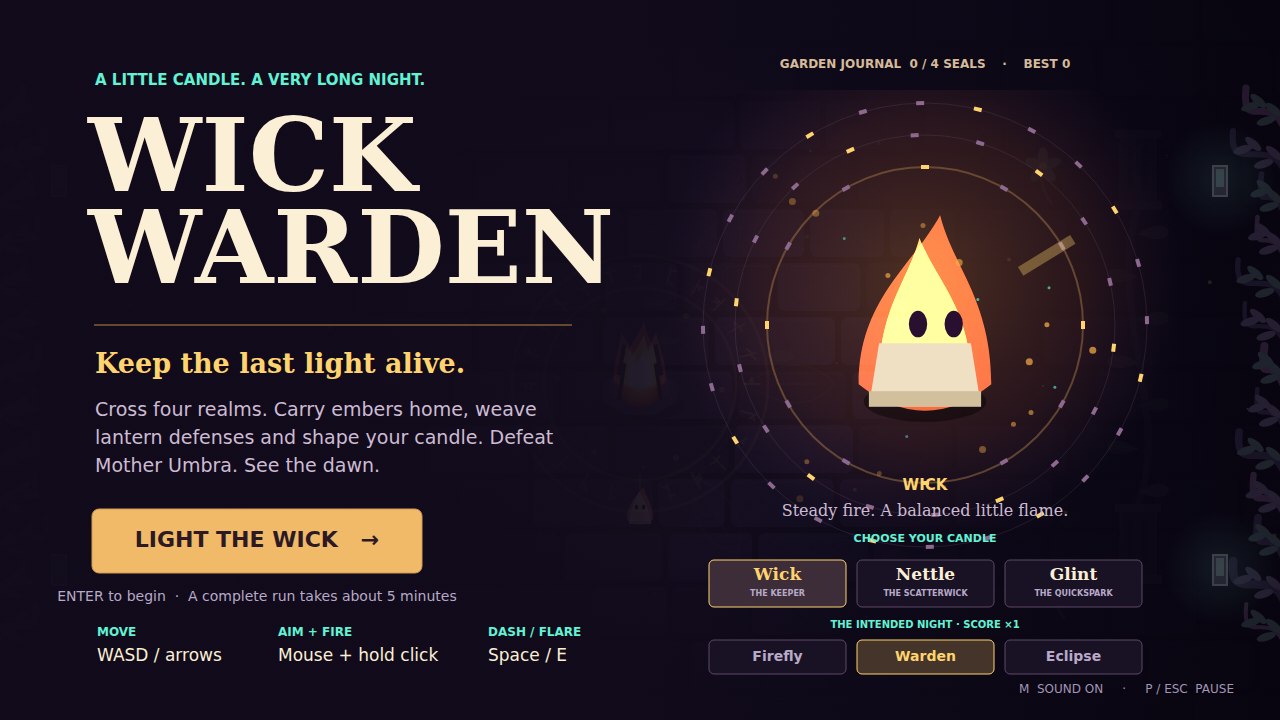 A LITTLE CANDLE. A VERY LONG NIGHT.
WICK
WARDEN
Keep the last light alive.
Cross four realms. Carry embers home, weave
lantern defenses and shape your candle. Defeat
Mother Umbra. See the dawn.
LIGHT THE WICK →
ENTER to begin · A complete run takes about 5 minutes
MOVE
WASD / arrows
AIM + FIRE
Mouse + hold click
DASH / FLARE
Space / E
GARDEN JOURNAL 0 / 4 SEALS · BEST 0
WICK
Steady fire. A balanced little flame.
CHOOSE YOUR CANDLE
Wick
THE KEEPER
Nettle
THE SCATTERWICK
Glint
THE QUICKSPARK
THE INTENDED NIGHT · SCORE ×1
Firefly
Warden
Eclipse
M SOUND ON · P / ESC PAUSE